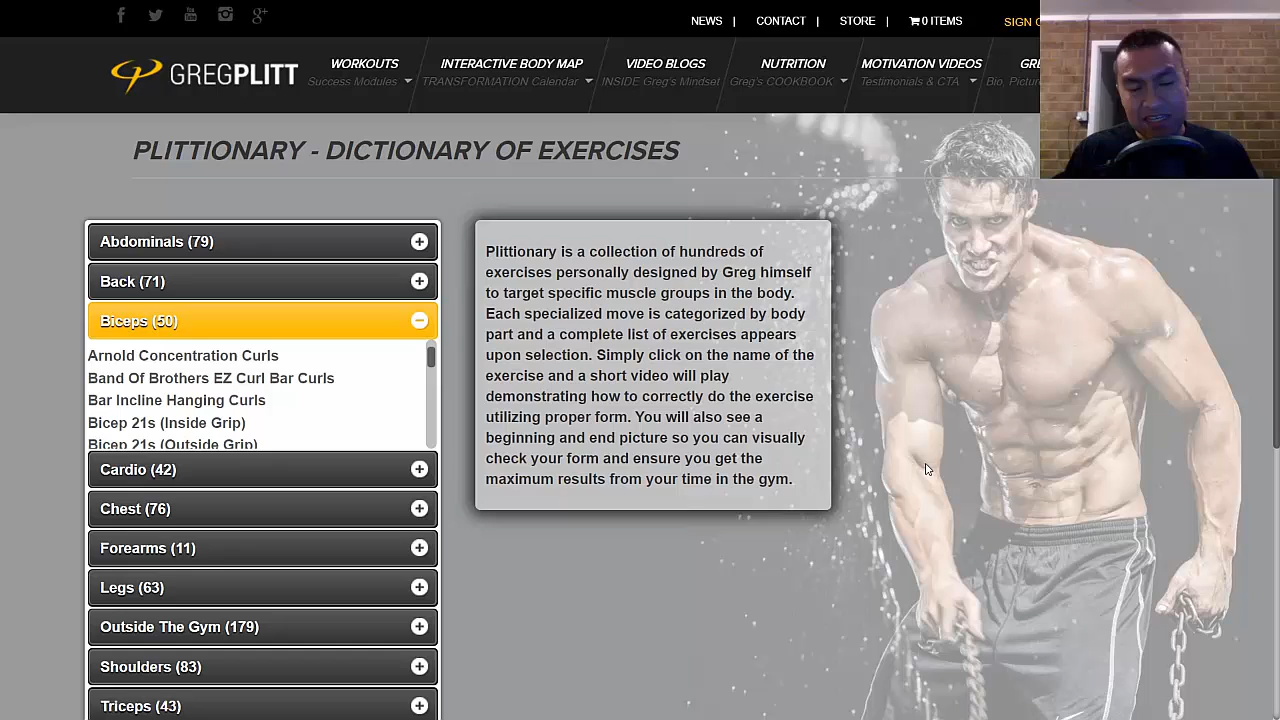 NEWS | CONTACT | STORE | 0 ITEMS SIGN
GREGPLITT
WORKOUTS INTERACTIVE BODY MAP VIDEO BLOGS NUTRITION MOTIVATION VIDEOS
Success Modules TRANSFORMATION Calendar INSIDE Greg's Mindset Greg's COOKBOOK Testimonials & CTA Bio,
PLITTIONARY - DICTIONARY OF EXERCISES
Abdominals (79)
Back (71)
Biceps (50)
Arnold Concentration Curls
Band Of Brothers EZ Curl Bar Curls
Bar Incline Hanging Curls
Bicep 21s (Inside Grip)
Bicep 21s (Outside Grip)
Cardio (42)
Chest (76)
Forearms (11)
Legs (63)
Outside The Gym (179)
Shoulders (83)
Triceps (43)
Plittionary is a collection of hundreds of
exercises personally designed by Greg himself
to target specific muscle groups in the body.
Each specialized move is categorized by body
part and a complete list of exercises appears
upon selection. Simply click on the name of the
exercise and a short video will play
demonstrating how to correctly do the exercise
utilizing proper form. You will also see a
beginning and end picture so you can visually
check your form and ensure you get the
maximum results from your time in the gym.